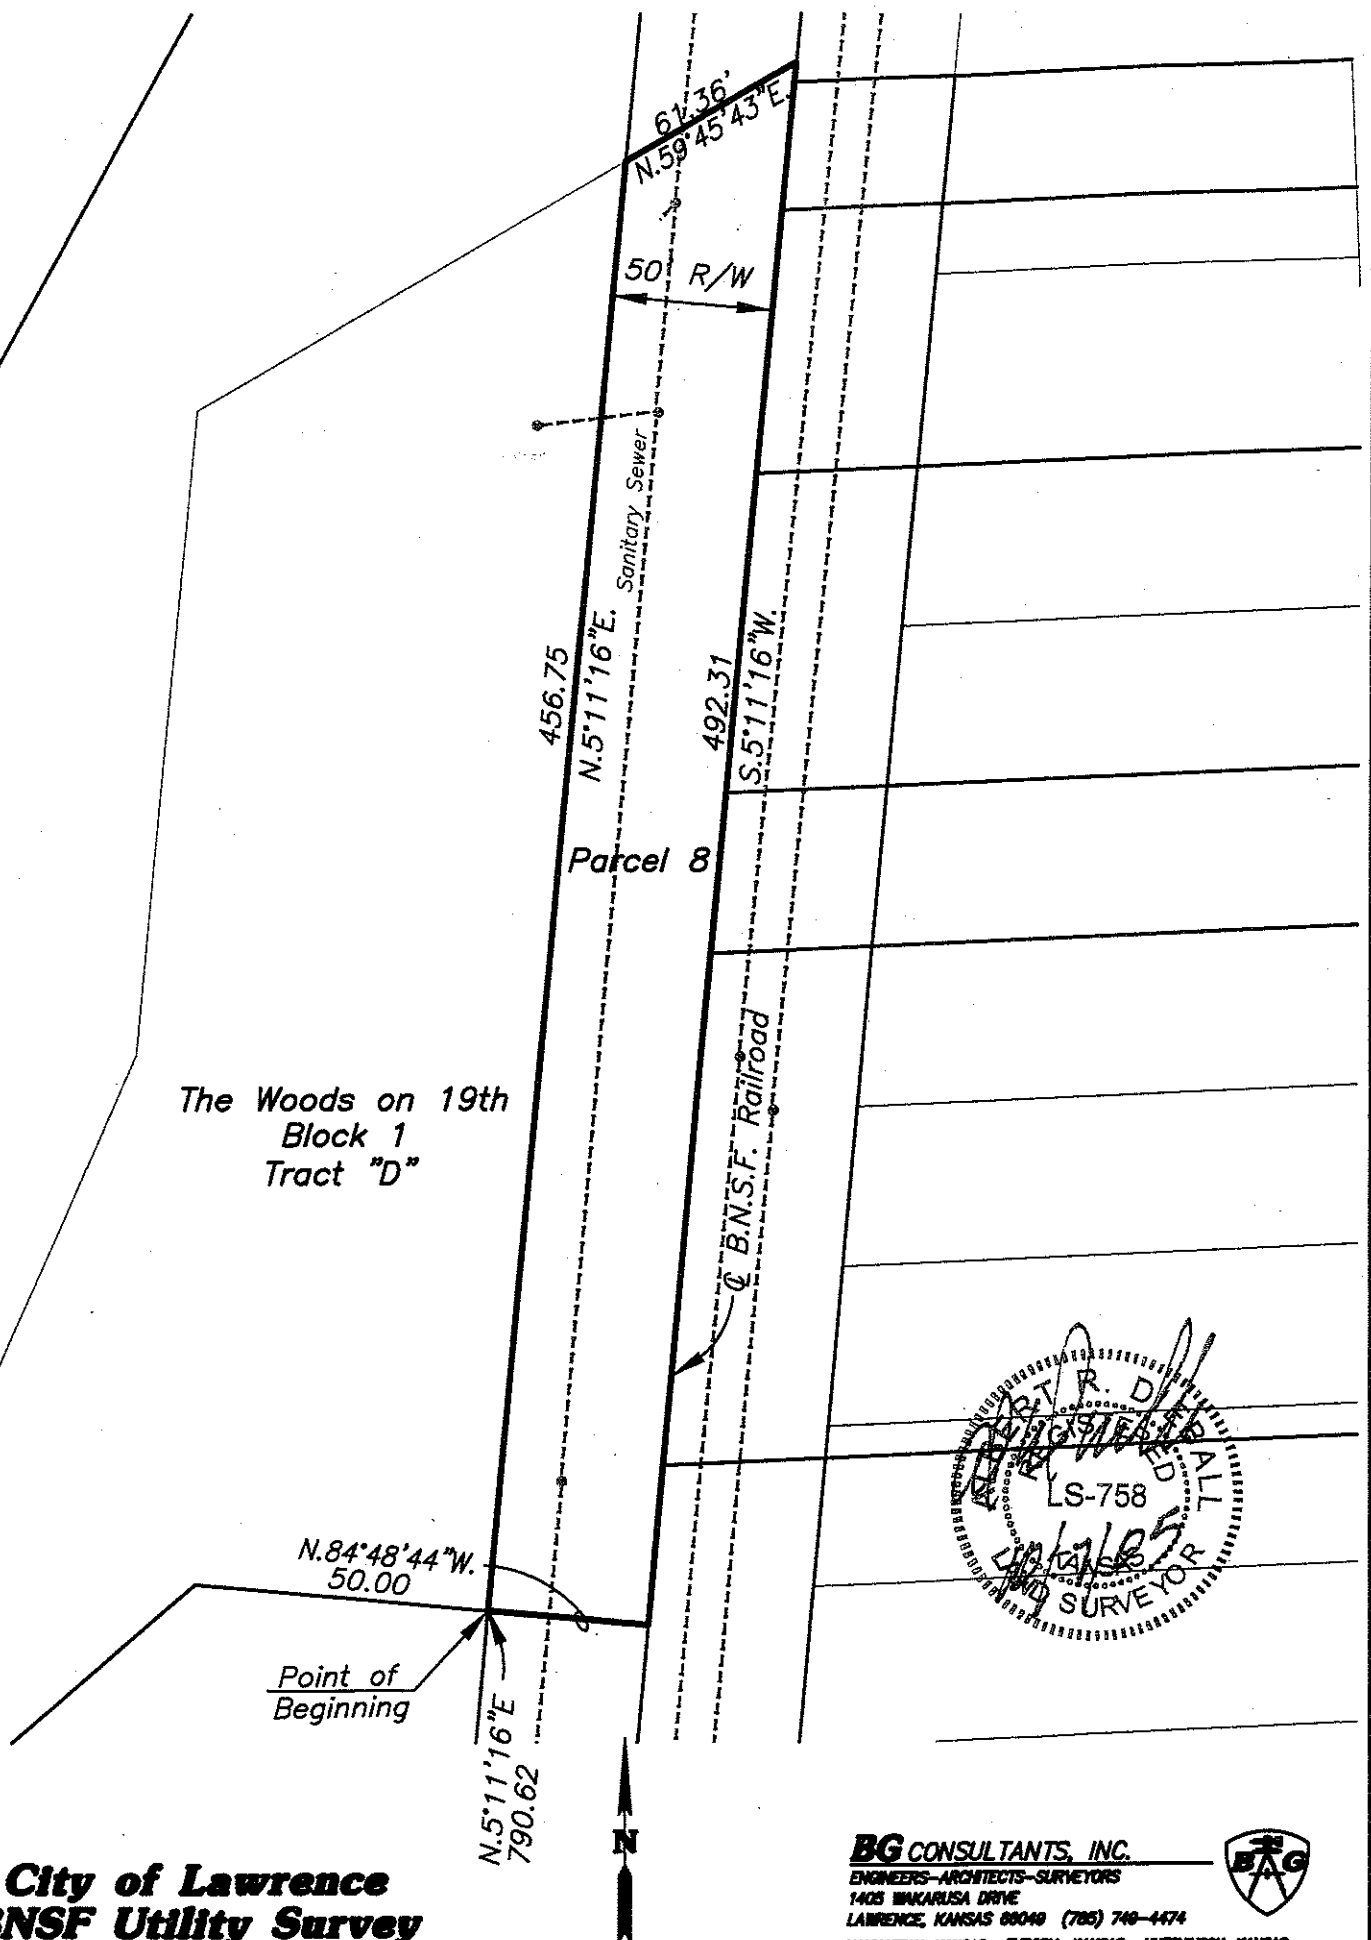 61.36'
N.59°45'43"E.
50' R/W
Sanitary Sewer
456.75
N.5°11'16"E.
492.31
S.5°11'16"W.
Parcel 8
The Woods on 19th
Block 1
Tract "D"
℄ B.N.S.F. Railroad
N.84°48'44"W.
50.00
Point of
Beginning
N.5°11'16"E
790.62
R. D
REGISTERED
LS-758
KANSAS
LAND SURVEYOR
N
City of Lawrence
BNSF Utility Survey
BG CONSULTANTS, INC.
ENGINEERS-ARCHITECTS-SURVEYORS
1405 WAKARUSA DRIVE
LAWRENCE, KANSAS 66049 (785) 749-4474
B G